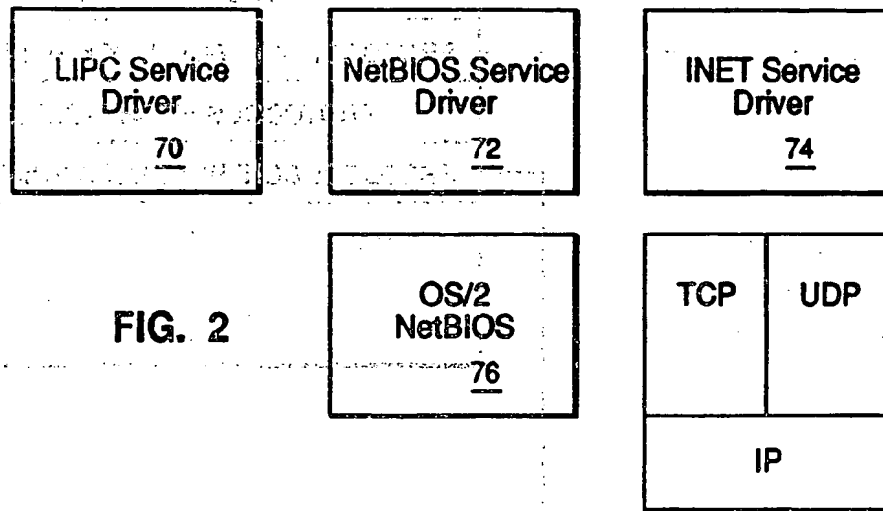 LIPC Service
Driver
70
NetBIOS Service
Driver
72
INET Service
Driver
74
OS/2
NetBIOS
76
TCP
UDP
IP
FIG. 2